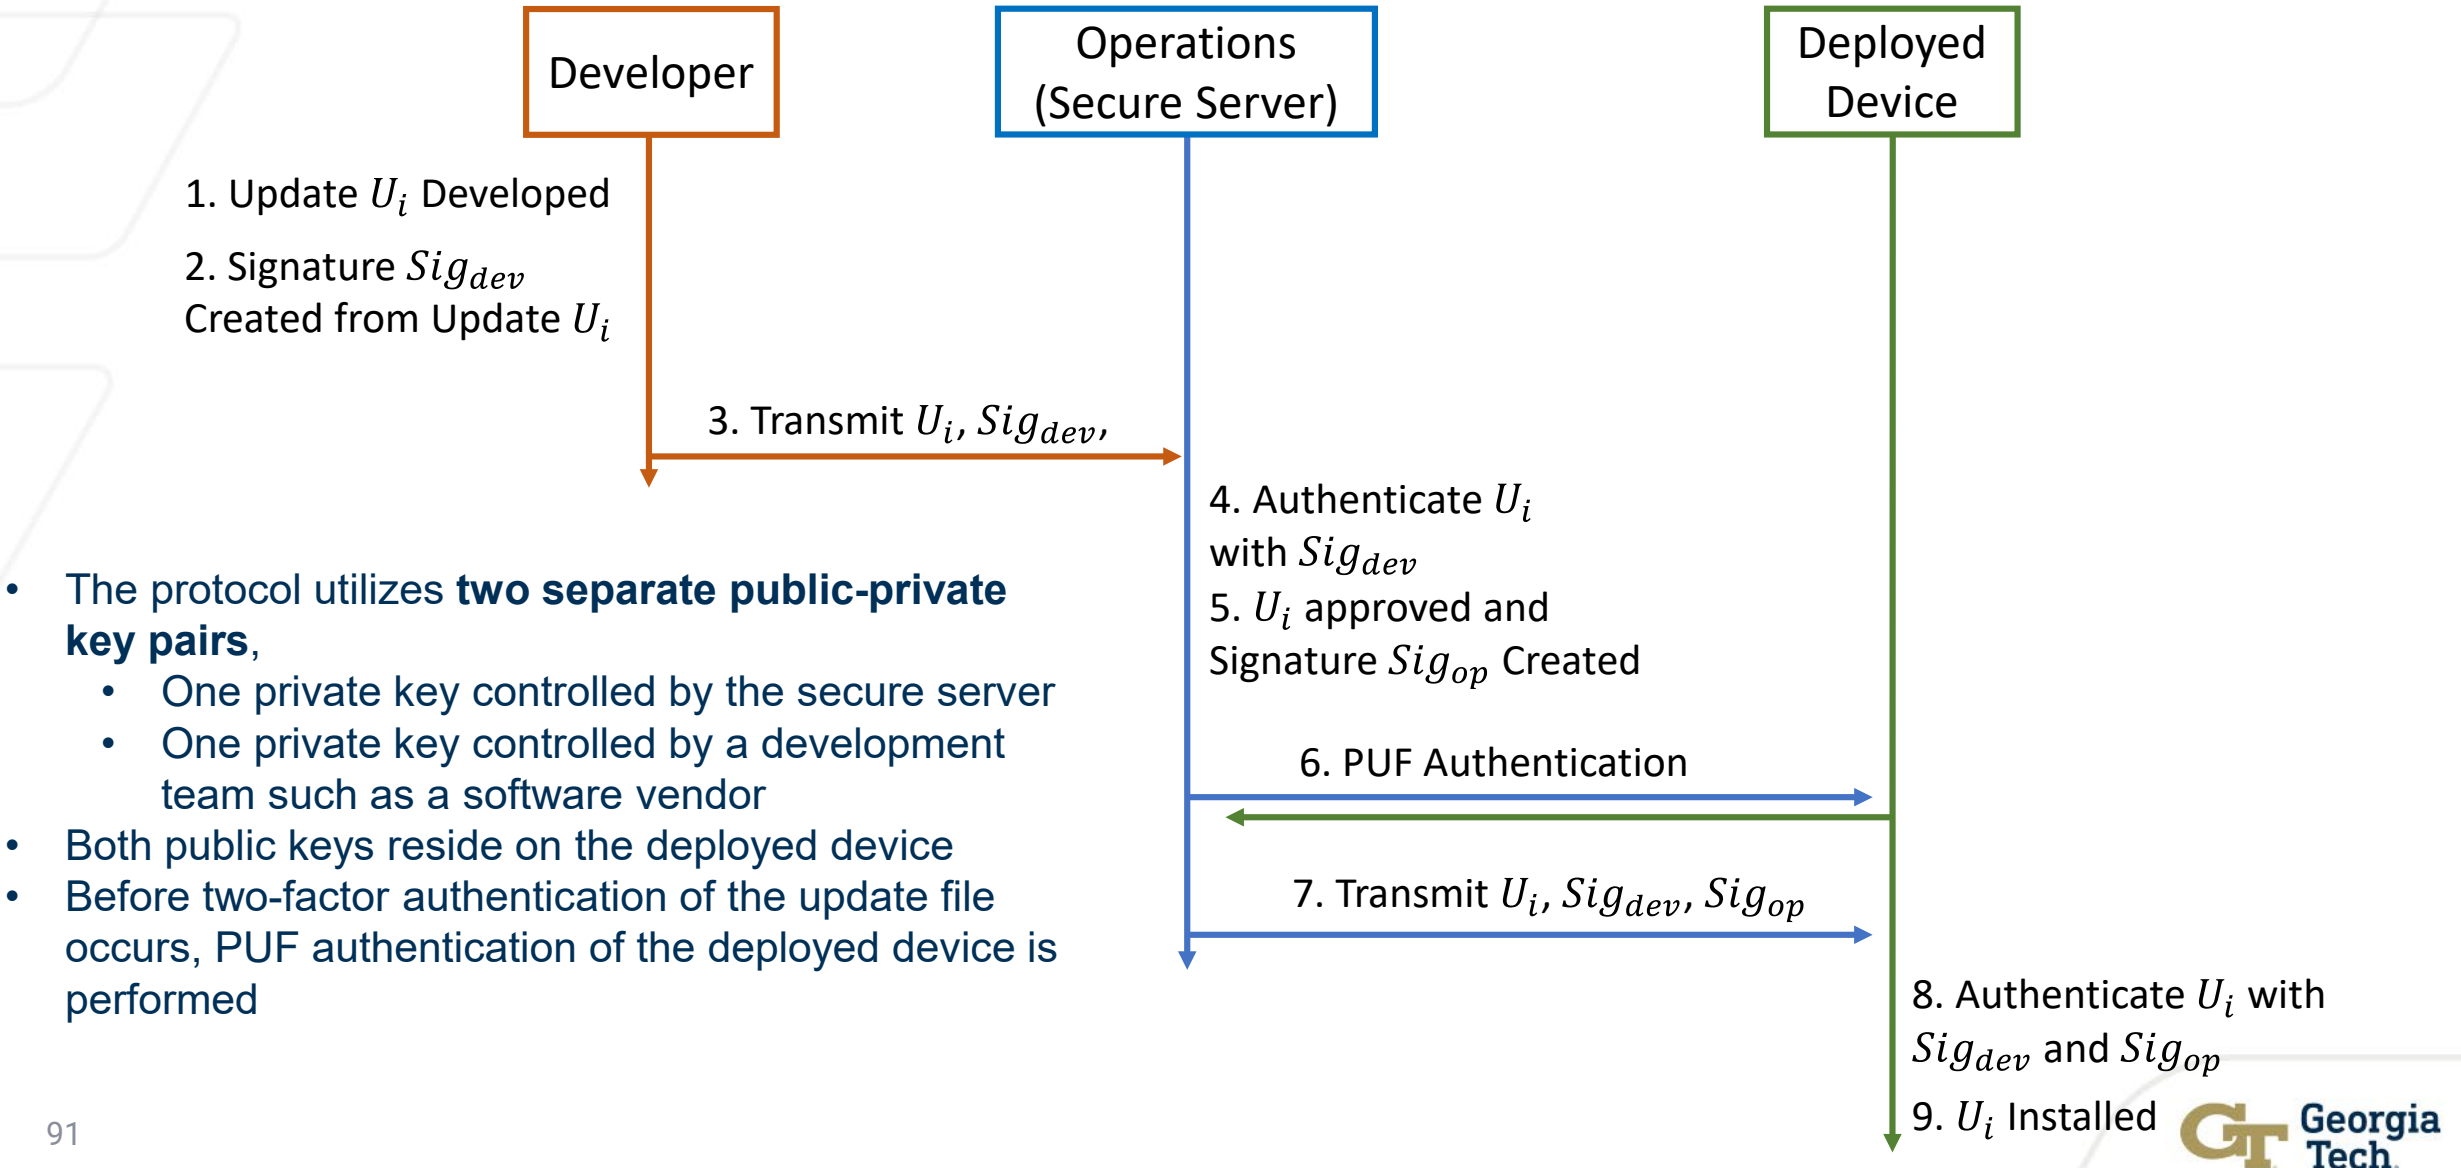 Developer
Operations
(Secure Server)
Deployed
Device
1. Update Uᵢ Developed
2. Signature Sig_dev
Created from Update Uᵢ
3. Transmit Uᵢ, Sig_dev,
4. Authenticate Uᵢ
with Sig_dev
5. Uᵢ approved and
Signature Sig_op Created
6. PUF Authentication
7. Transmit Uᵢ, Sig_dev, Sig_op
8. Authenticate Uᵢ with
Sig_dev and Sig_op
9. Uᵢ Installed
• The protocol utilizes two separate public-private
key pairs,
• One private key controlled by the secure server
• One private key controlled by a development
team such as a software vendor
• Both public keys reside on the deployed device
• Before two-factor authentication of the update file
occurs, PUF authentication of the deployed device is
performed
91
GT
Georgia
Tech.